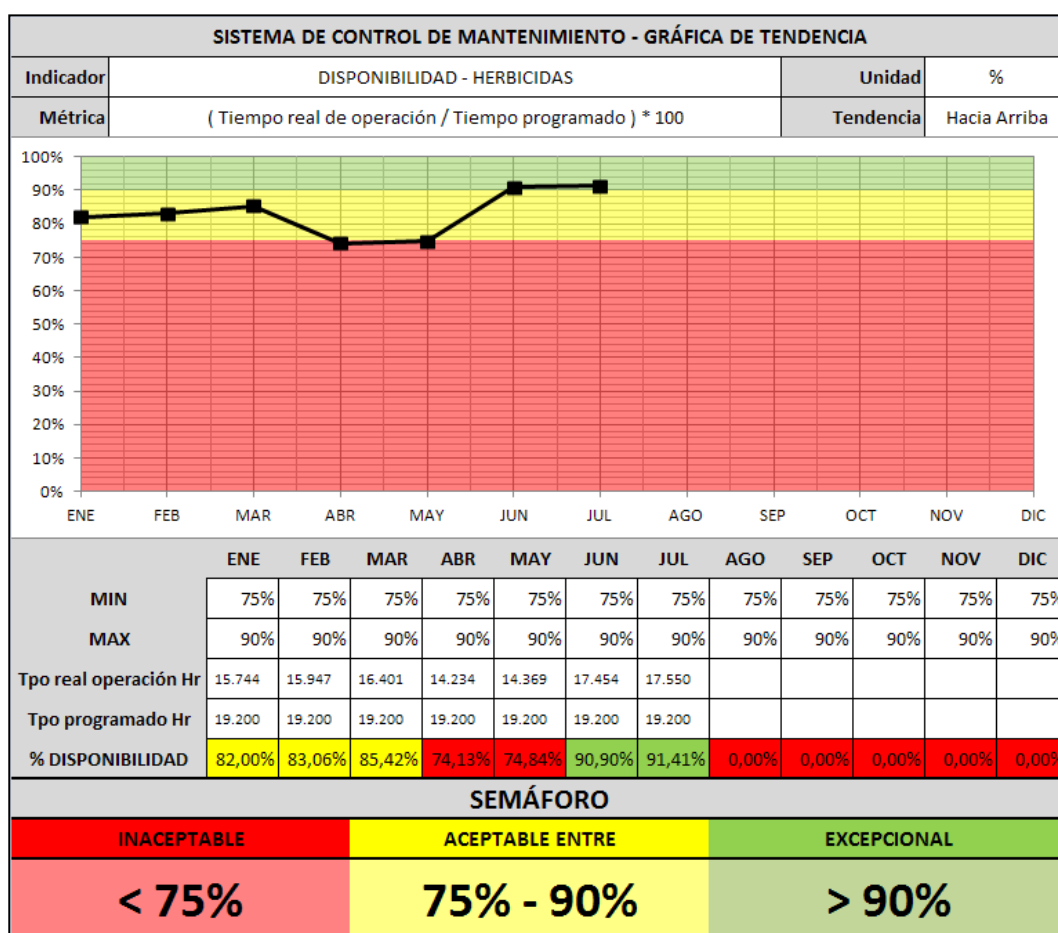 SISTEMA DE CONTROL DE MANTENIMIENTO - GRÁFICA DE TENDENCIA
Indicador DISPONIBILIDAD - HERBICIDAS Unidad %
Métrica ( Tiempo real de operación / Tiempo programado ) * 100 Tendencia Hacia Arriba
100%
90%
80%
70%
60%
50%
40%
30%
20%
10%
0%
ENE FEB MAR ABR MAY JUN JUL AGO SEP OCT NOV DIC
ENE FEB MAR ABR MAY JUN JUL AGO SEP OCT NOV DIC
MIN 75% 75% 75% 75% 75% 75% 75% 75% 75% 75% 75% 75%
MAX 90% 90% 90% 90% 90% 90% 90% 90% 90% 90% 90% 90%
Tpo real operación Hr 15.744 15.947 16.401 14.234 14.369 17.454 17.550
Tpo programado Hr 19.200 19.200 19.200 19.200 19.200 19.200 19.200
% DISPONIBILIDAD 82,00% 83,06% 85,42% 74,13% 74,84% 90,90% 91,41% 0,00% 0,00% 0,00% 0,00% 0,00%
SEMÁFORO
INACEPTABLE ACEPTABLE ENTRE EXCEPCIONAL
< 75% 75% - 90% > 90%